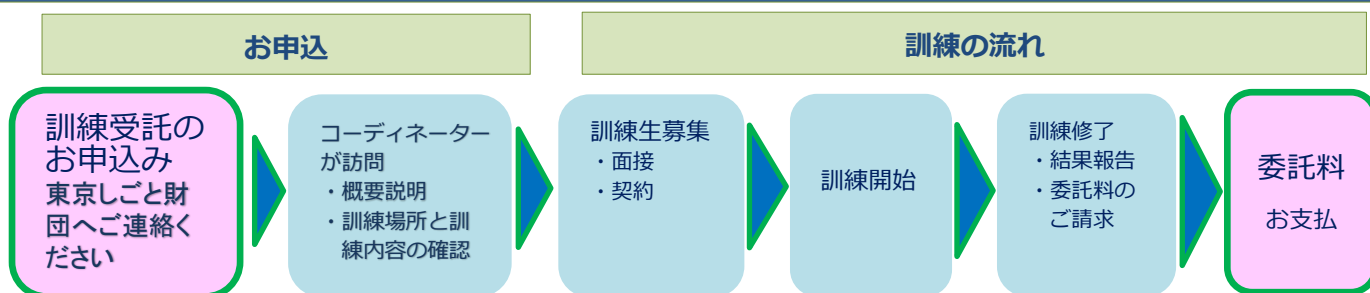 お申込
訓練の流れ
訓練受託の
お申込み
東京しごと財
団へご連絡く
ださい
コーディネーター
が訪問
・概要説明
・訓練場所と訓
練内容の確認
訓練生募集
・面接
・契約
訓練開始
訓練修了
・結果報告
・委託料の
ご請求
委託料
お支払